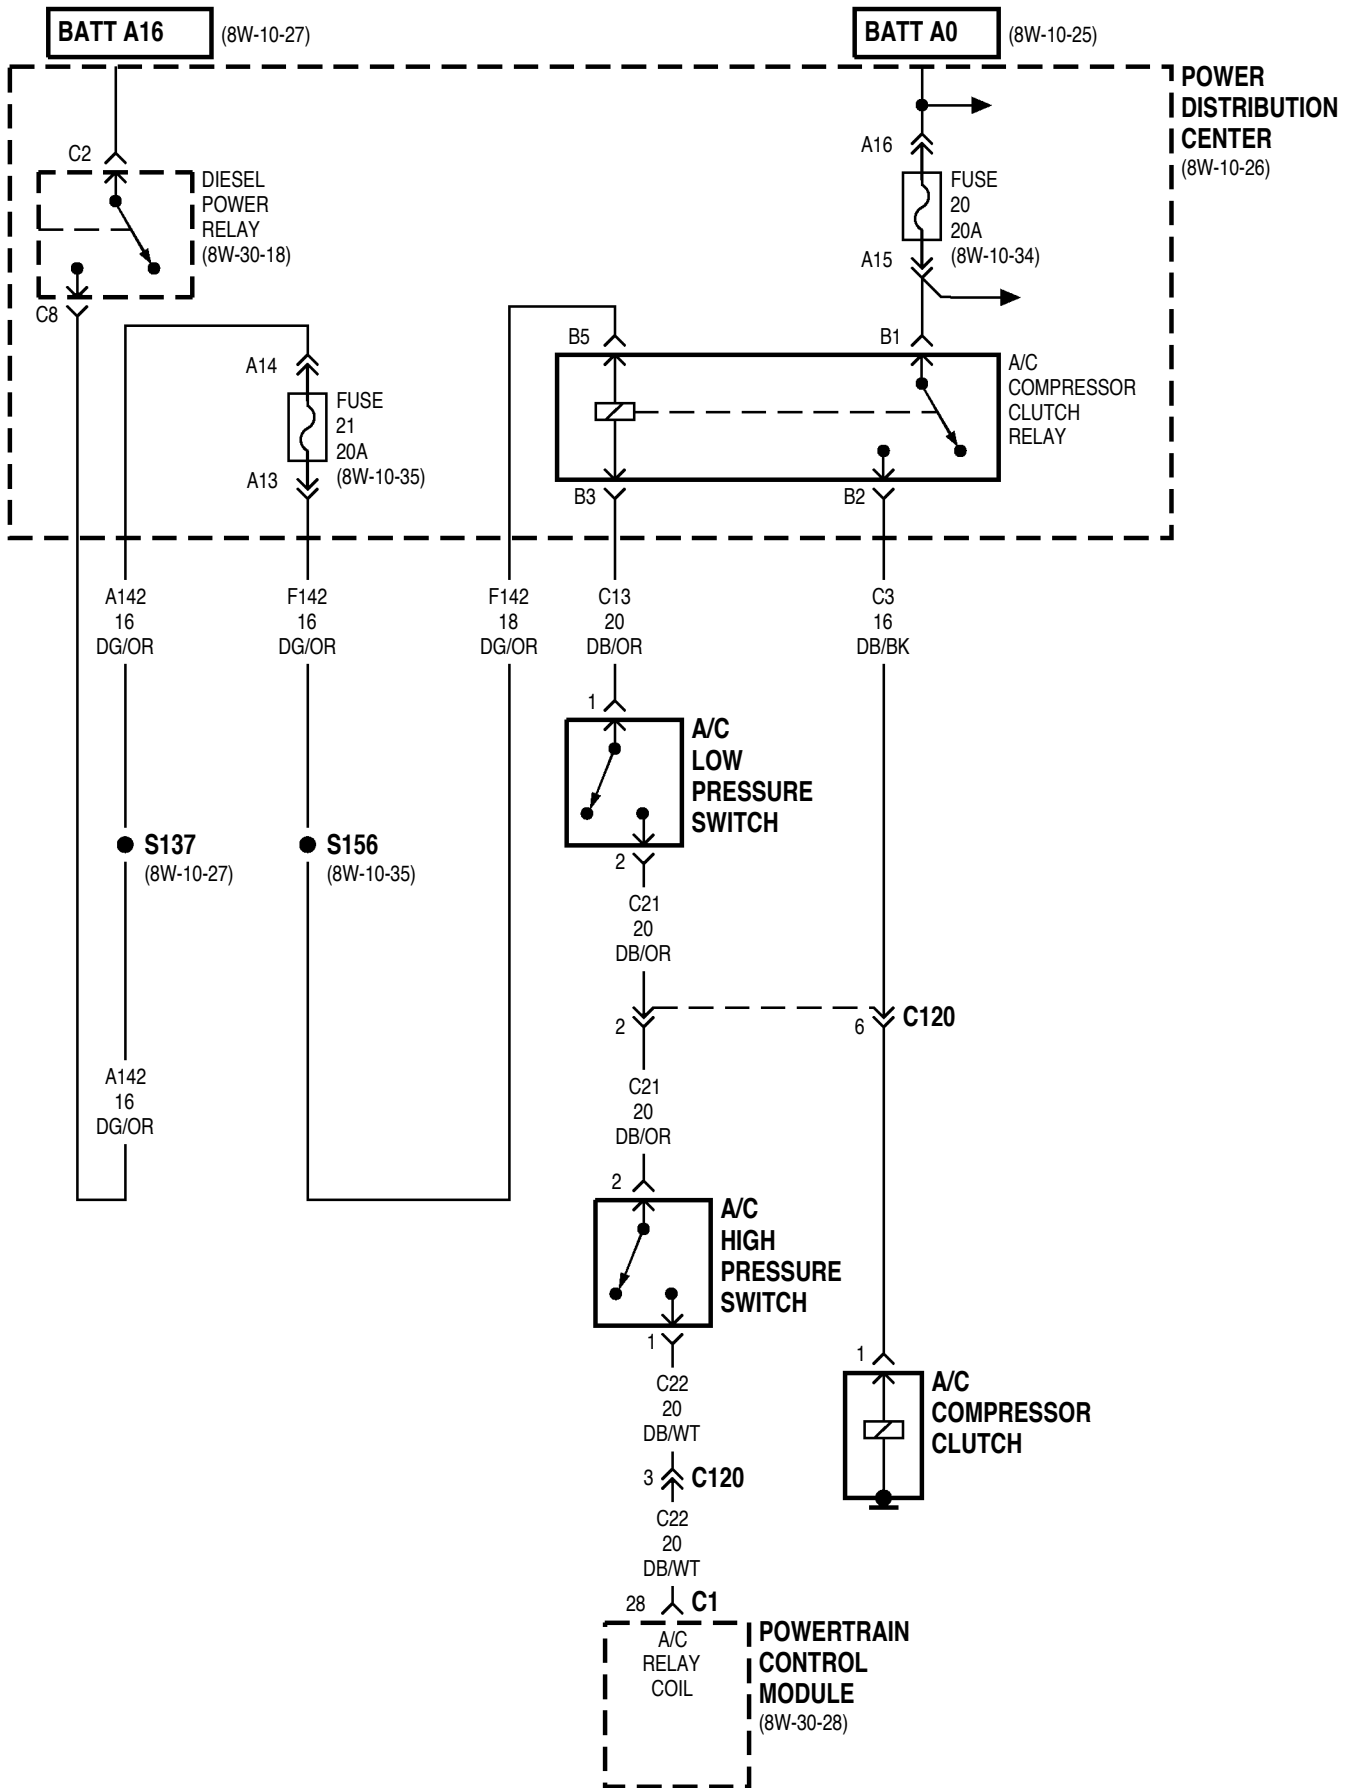 BATT A16 (8W-10-27)
BATT A0 (8W-10-25)
POWER
DISTRIBUTION
CENTER
(8W-10-26)
C2
DIESEL
POWER
RELAY
(8W-30-18)
C8
A16
FUSE
20
20A
(8W-10-34)
A15
A14
FUSE
21
20A
(8W-10-35)
A13
B5
B1
A/C
COMPRESSOR
CLUTCH
RELAY
B3
B2
A142
16
DG/OR
F142
16
DG/OR
F142
18
DG/OR
C13
20
DB/OR
C3
16
DB/BK
1
A/C
LOW
PRESSURE
SWITCH
2
S137
(8W-10-27)
S156
(8W-10-35)
C21
20
DB/OR
2
6
C120
A142
16
DG/OR
C21
20
DB/OR
2
A/C
HIGH
PRESSURE
SWITCH
1
C22
20
DB/WT
1
A/C
COMPRESSOR
CLUTCH
3 C120
C22
20
DB/WT
28 C1
A/C
RELAY
COIL
POWERTRAIN
CONTROL
MODULE
(8W-30-28)